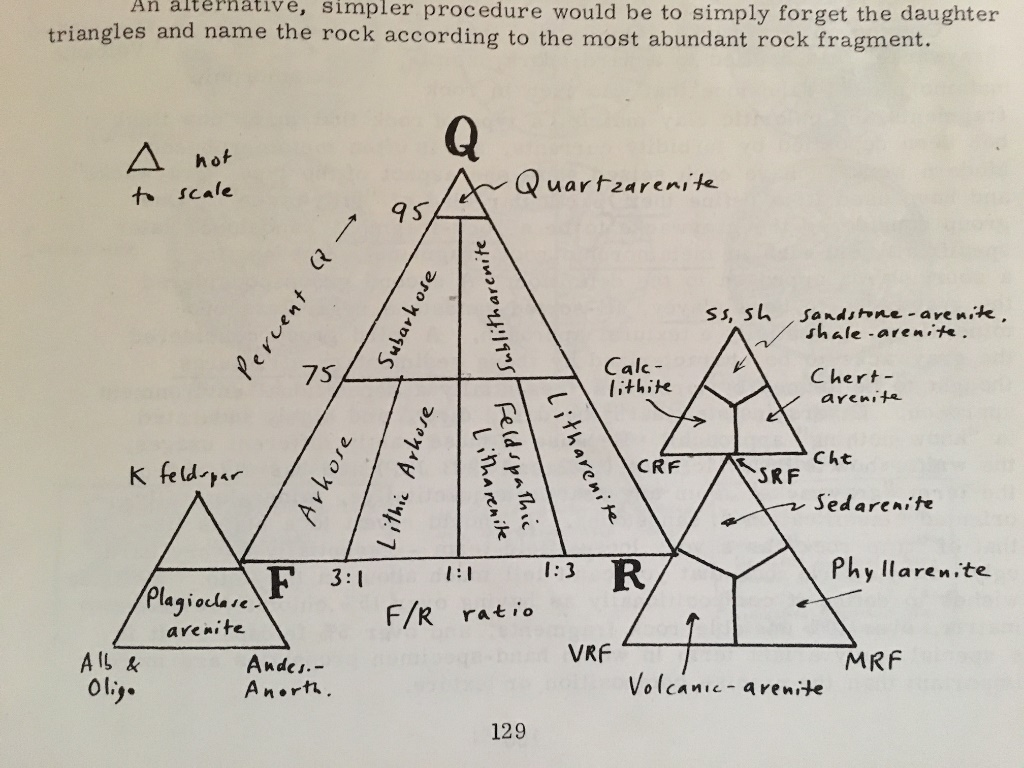 An alternative, simpler procedure would be to simply forget the daughter
triangles and name the rock according to the most abundant rock fragment.
Q
△ not
to scale
Quartzarenite
95
Percent Q →
Subarkose
Sublitharenite
75
Arkose
Lithic Arkose
Feldspathic
Litharenite
Litharenite
F
R
3:1
1:1
1:3
F/R ratio
K feldspar
Plagioclase-
arenite
Alb &
Oligo.
Andes.-
Anorth.
SS, sh
sandstone-arenite.
shale-arenite.
Calc-
lithite
Chert-
arenite
CRF
SRF
Cht
Sedarenite
Phyllarenite
VRF
MRF
Volcanic-arenite
129